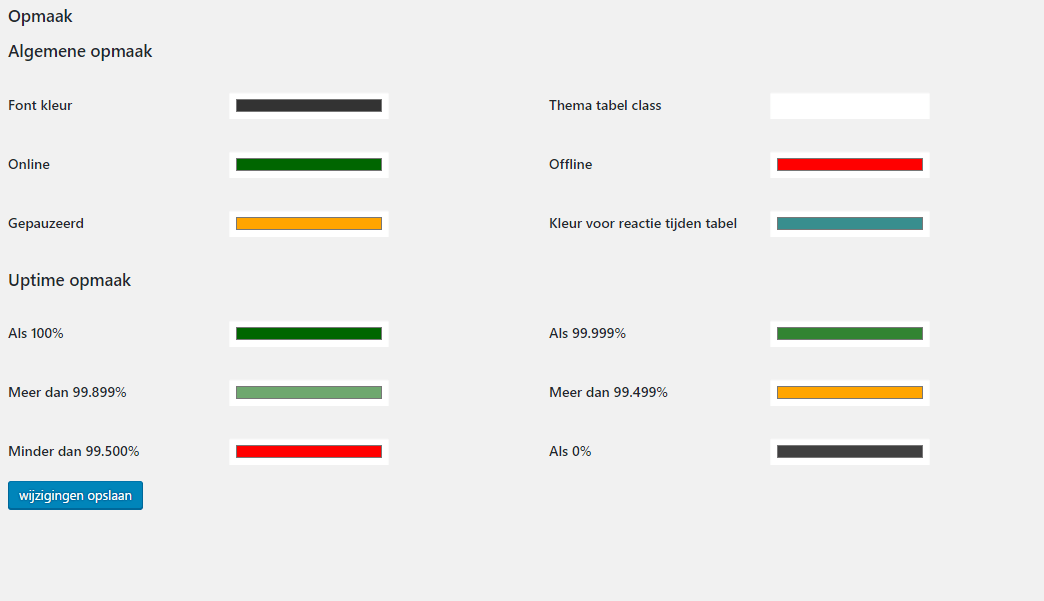 Opmaak
Algemene opmaak
Font kleur
Thema tabel class
Online
Offline
Gepauzeerd
Kleur voor reactie tijden tabel
Uptime opmaak
Als 100%
Als 99.999%
Meer dan 99.899%
Meer dan 99.499%
Minder dan 99.500%
Als 0%
wijzigingen opslaan